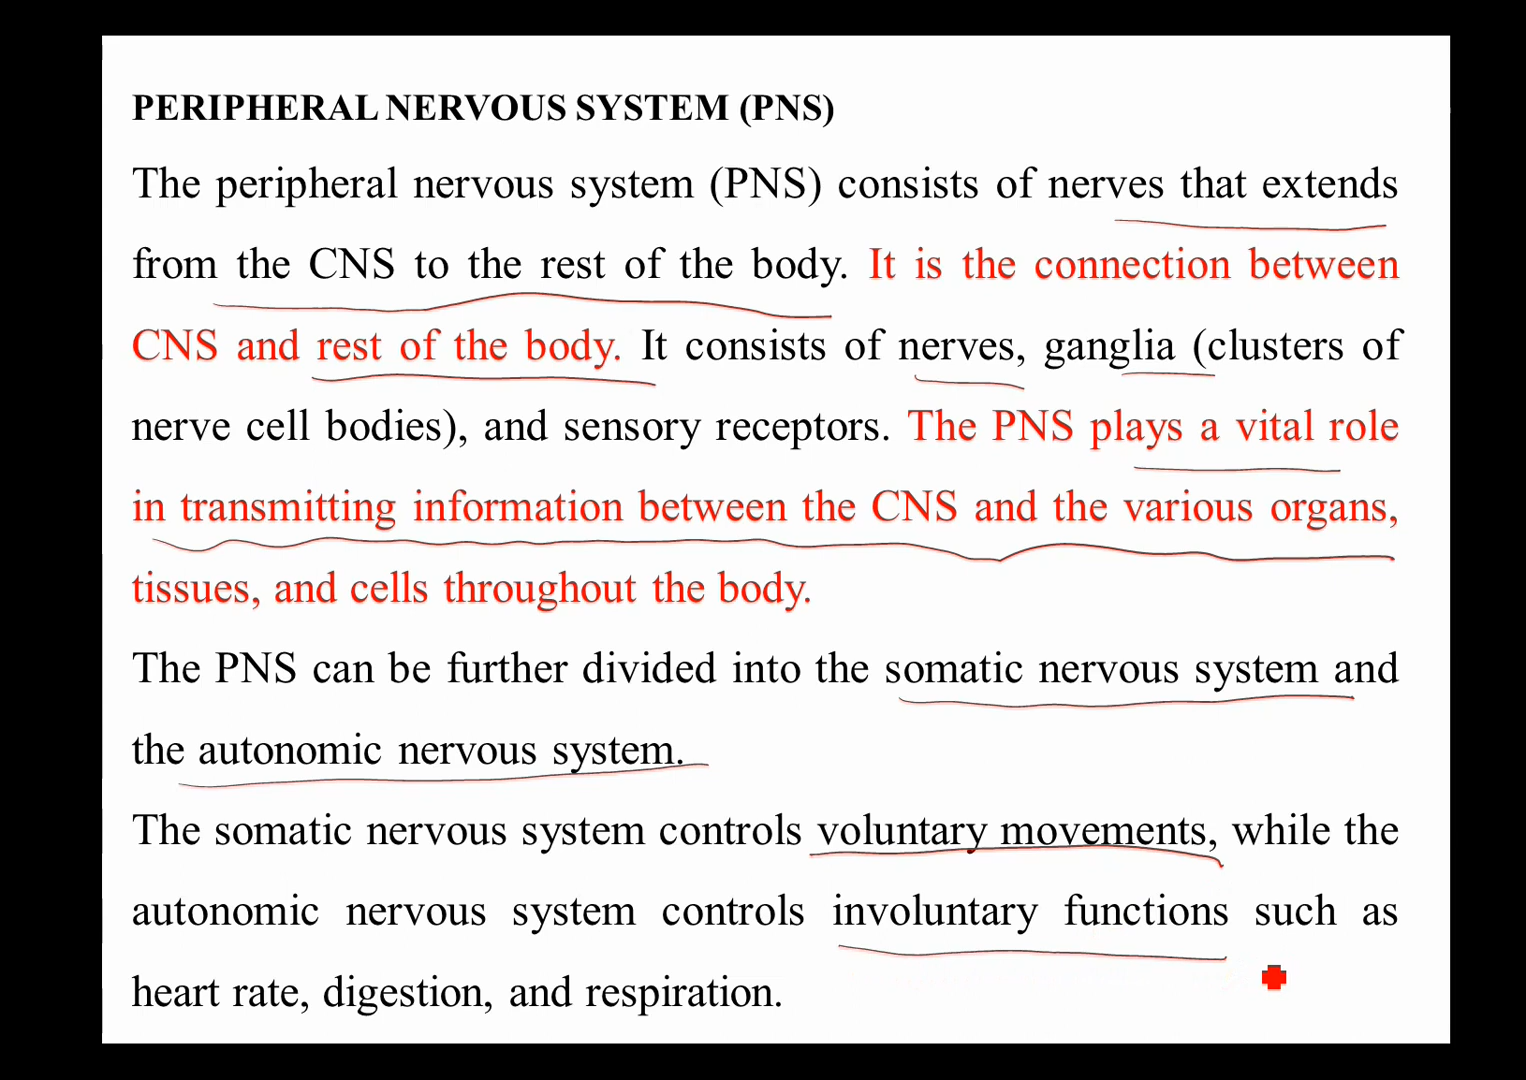 PERIPHERAL NERVOUS SYSTEM (PNS)
The peripheral nervous system (PNS) consists of nerves that extends
from the CNS to the rest of the body. It is the connection between
CNS and rest of the body. It consists of nerves, ganglia (clusters of
nerve cell bodies), and sensory receptors. The PNS plays a vital role
in transmitting information between the CNS and the various organs,
tissues, and cells throughout the body.
The PNS can be further divided into the somatic nervous system and
the autonomic nervous system.
The somatic nervous system controls voluntary movements, while the
autonomic nervous system controls involuntary functions such as
heart rate, digestion, and respiration.